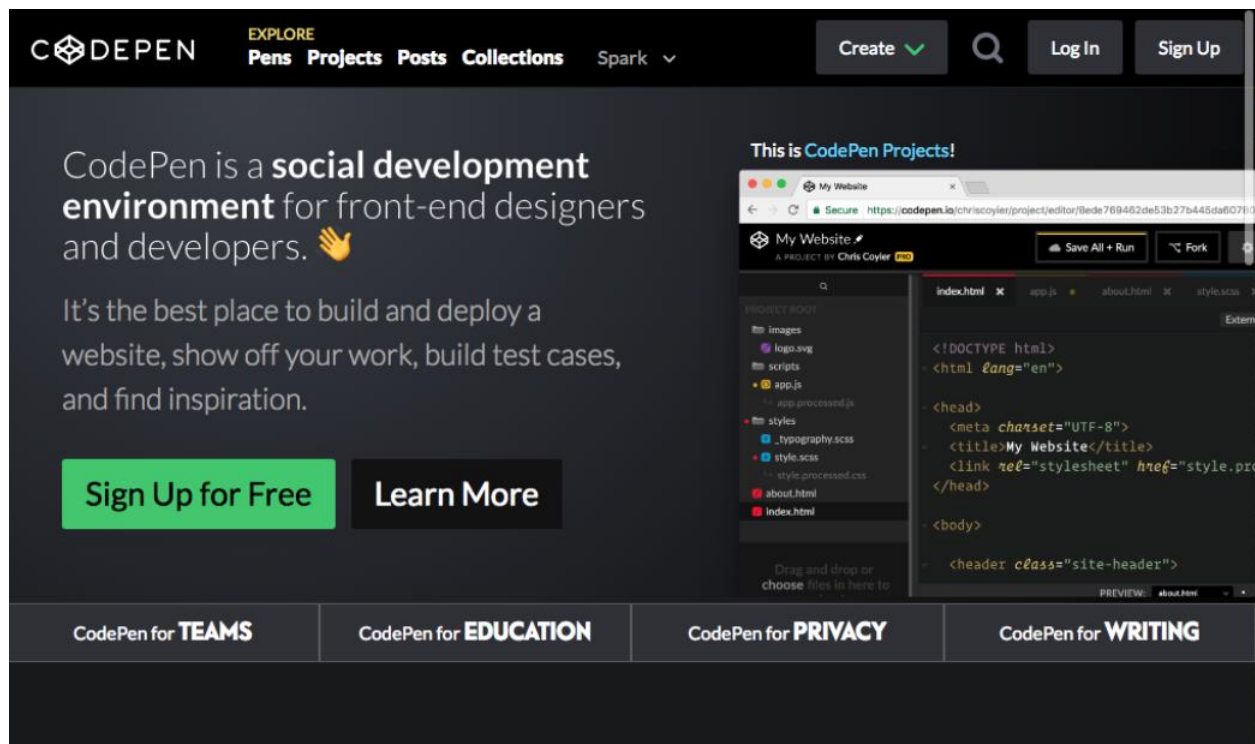 CODEPEN
EXPLORE
Pens Projects Posts Collections Spark
Create
Log In
Sign Up
CodePen is a social development
environment for front-end designers
and developers. 👋
It’s the best place to build and deploy a
website, show off your work, build test cases,
and find inspiration.
Sign Up for Free
Learn More
This is CodePen Projects!
My Website
Secure https://codepen.io/chriscoyier/project/editor/
My Website
A PROJECT BY Chris Coyier PRO
Save All + Run
Fork
PROJECT ROOT
images
logo.svg
scripts
app.js
app.processed.js
styles
_typography.scss
style.scss
style.processed.css
about.html
index.html
Drag and drop or
choose files in here to
index.html
app.js
about.html
style.scss
<!DOCTYPE html>
<html lang="en">
<head>
<meta charset="UTF-8">
<title>My Website</title>
<link rel="stylesheet" href="style.pro
</head>
<body>
<header class="site-header">
PREVIEW: about.html
CodePen for TEAMS
CodePen for EDUCATION
CodePen for PRIVACY
CodePen for WRITING